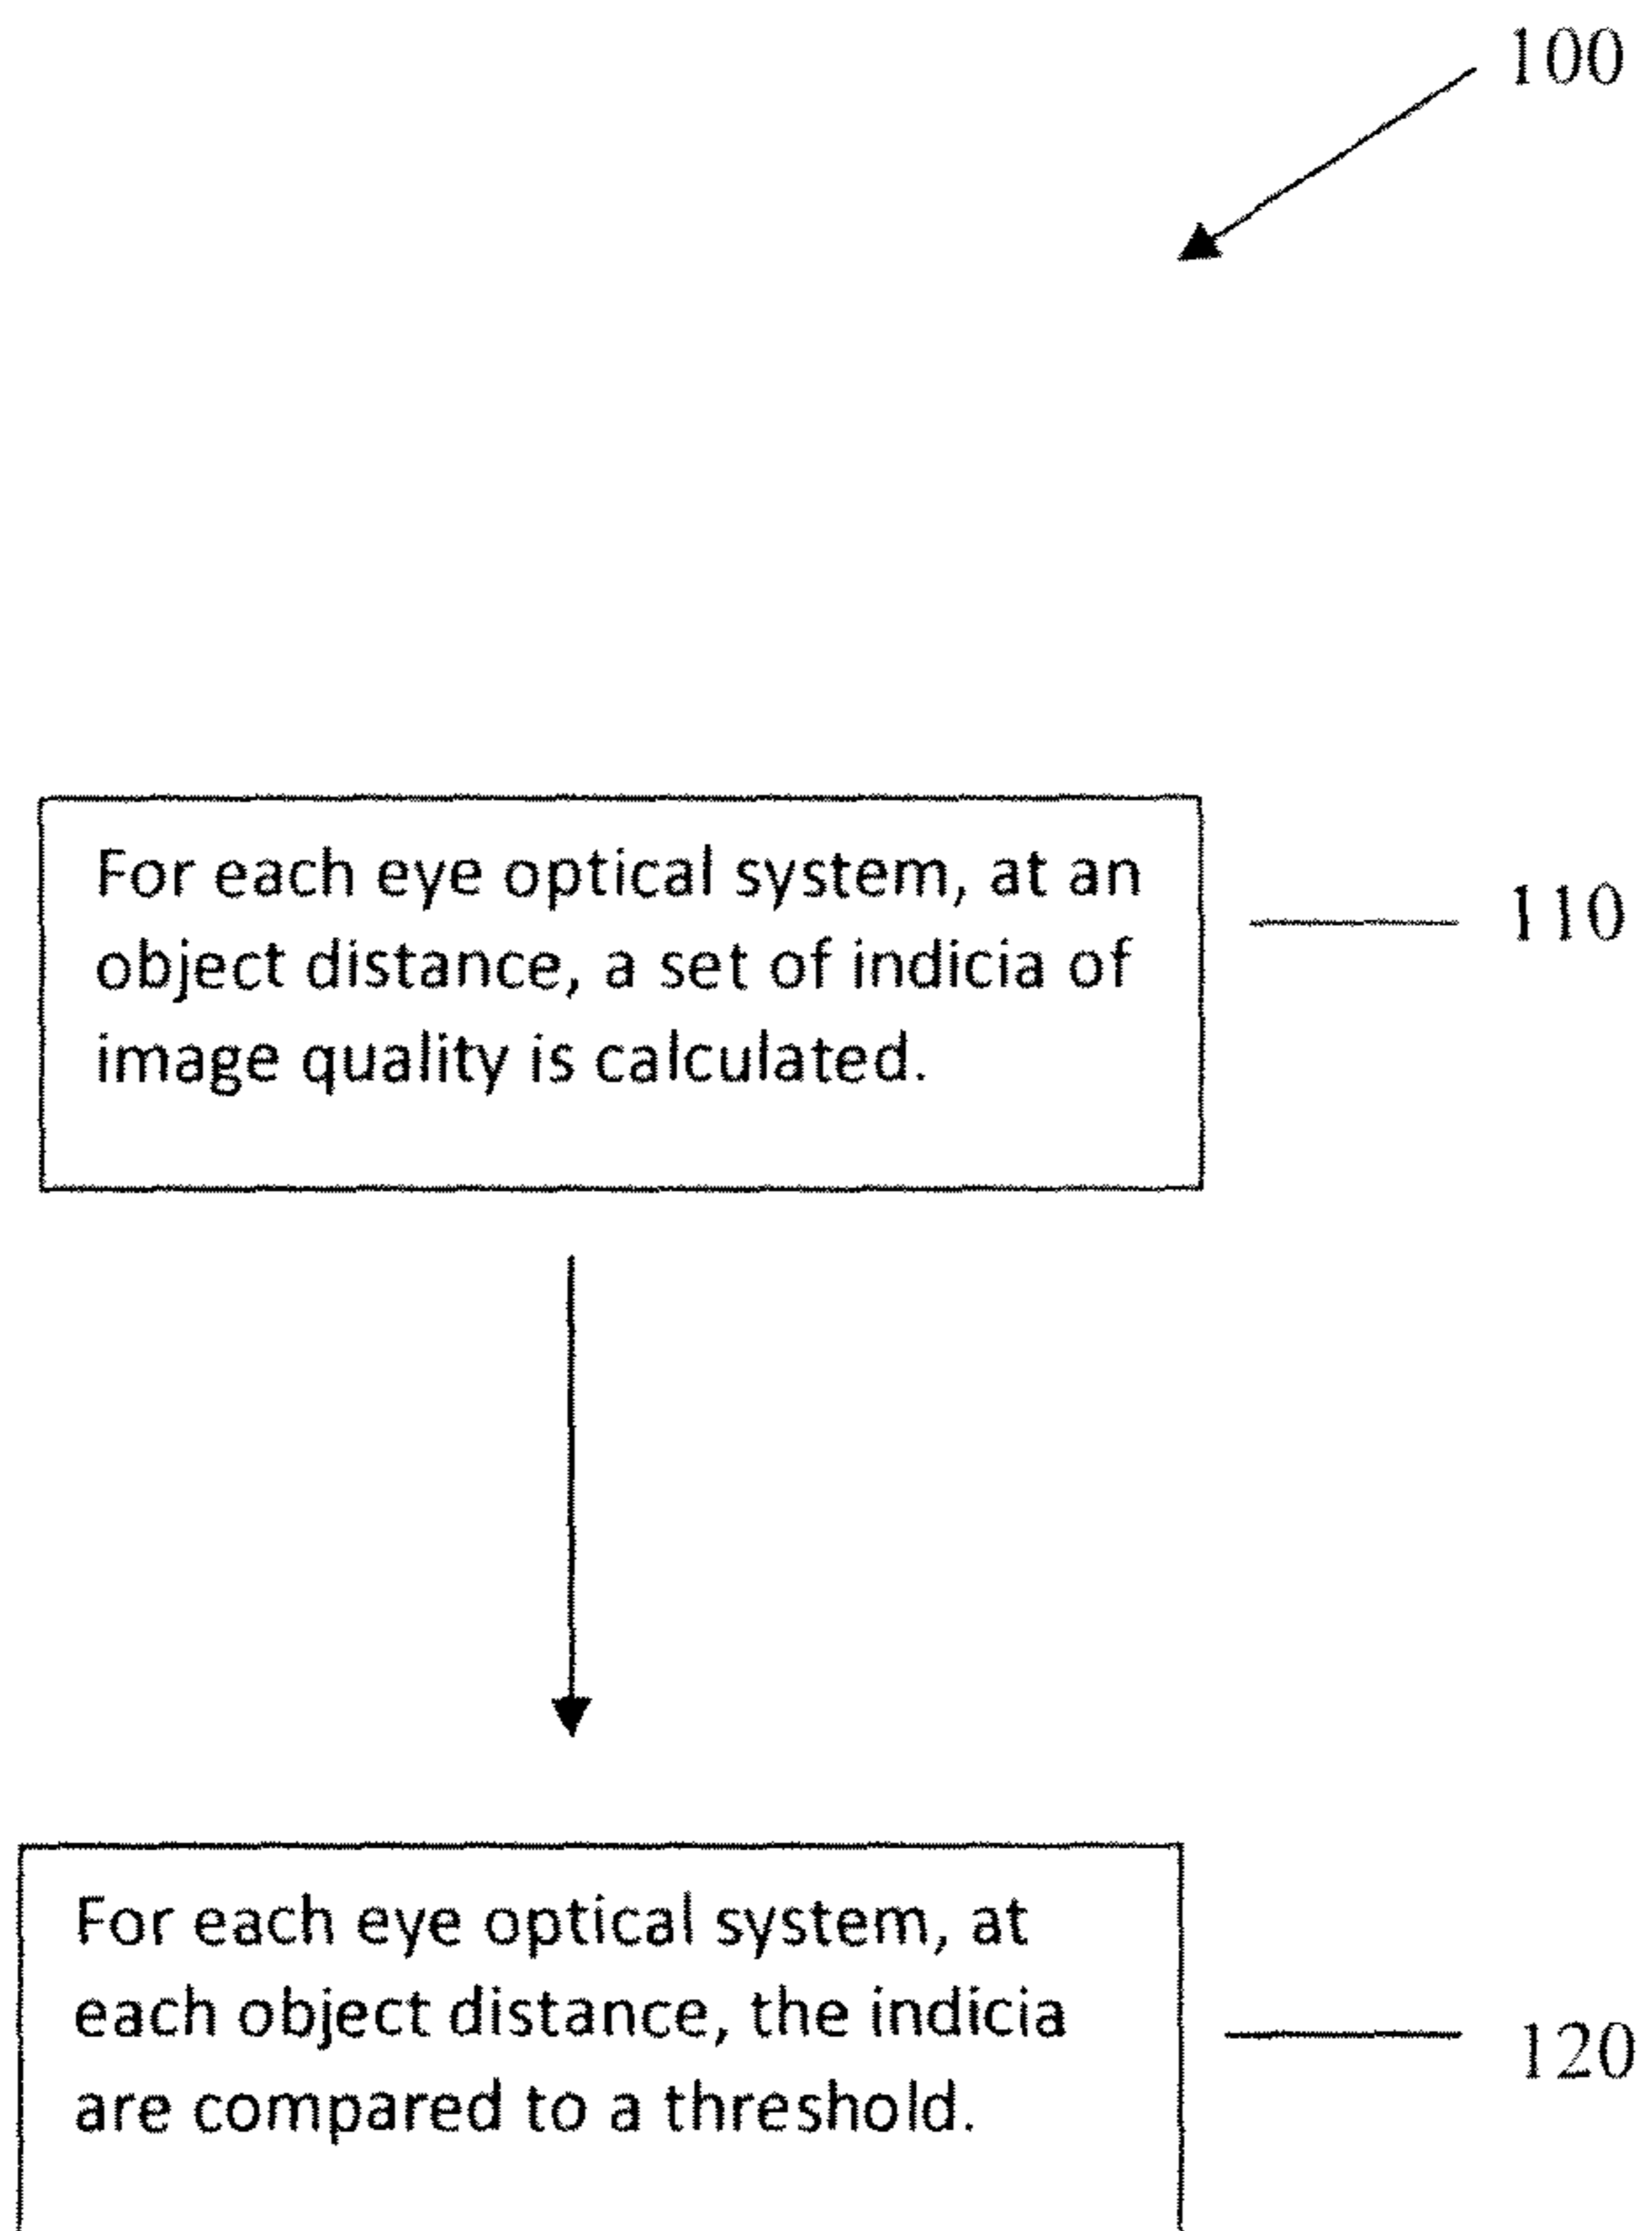 100
For each eye optical system, at an
object distance, a set of indicia of
image quality is calculated.
110
For each eye optical system, at
each object distance, the indicia
are compared to a threshold.
120